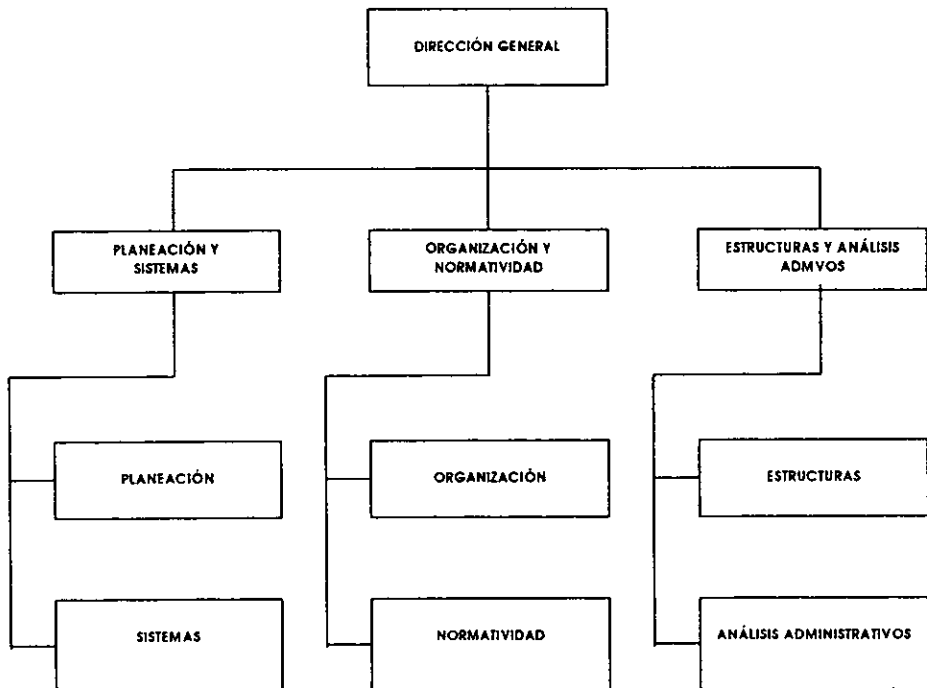 DIRECCIÓN GENERAL
PLANEACIÓN Y
SISTEMAS
ORGANIZACIÓN Y
NORMATIVIDAD
ESTRUCTURAS Y ANÁLISIS
ADMVOS
PLANEACIÓN
ORGANIZACIÓN
ESTRUCTURAS
SISTEMAS
NORMATIVIDAD
ANÁLISIS ADMINISTRATIVOS